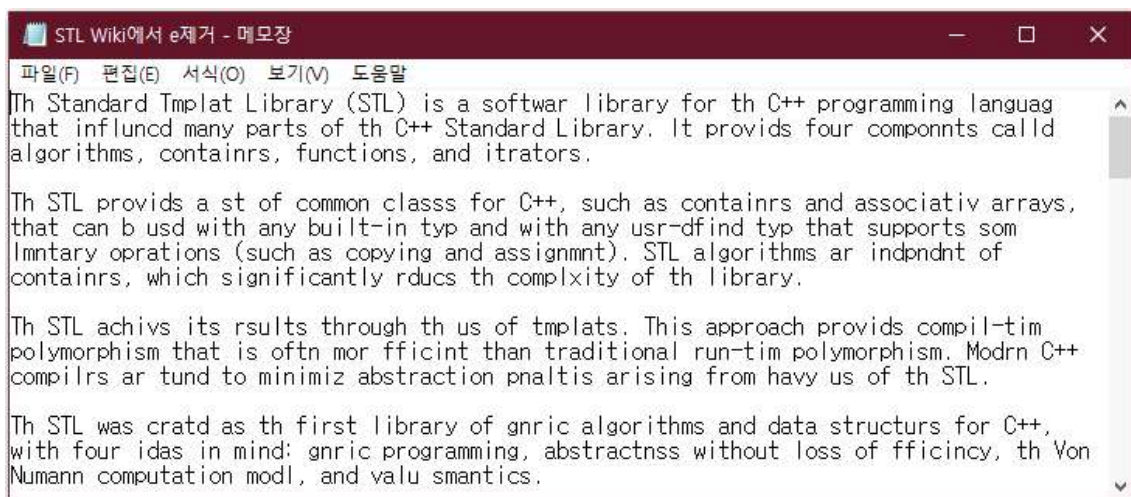 STL Wiki에서 e제거 - 메모장
파일(F) 편집(E) 서식(O) 보기(V) 도움말
Th Standard Tmplat Library (STL) is a softwar library for th C++ programming languag
that influncd many parts of th C++ Standard Library. It provids four componnts calld
algorithms, containrs, functions, and itrators.
Th STL provids a st of common classs for C++, such as containrs and associativ arrays,
that can b usd with any built-in typ and with any usr-dfind typ that supports som
lmntary oprations (such as copying and assignmnt). STL algorithms ar indpndnt of
containrs, which significantly rducs th complxity of th library.
Th STL achivs its rsults through th us of tmplats. This approach provids compil-tim
polymorphism that is oftn mor fficint than traditional run-tim polymorphism. Modrn C++
compilrs ar tund to minimiz abstraction pnaltis arising from havy us of th STL.
Th STL was cratd as th first library of gnric algorithms and data structurs for C++,
with four idas in mind: gnric programming, abstractnss without loss of fficincy, th Von
Numann computation modl, and valu smantics.